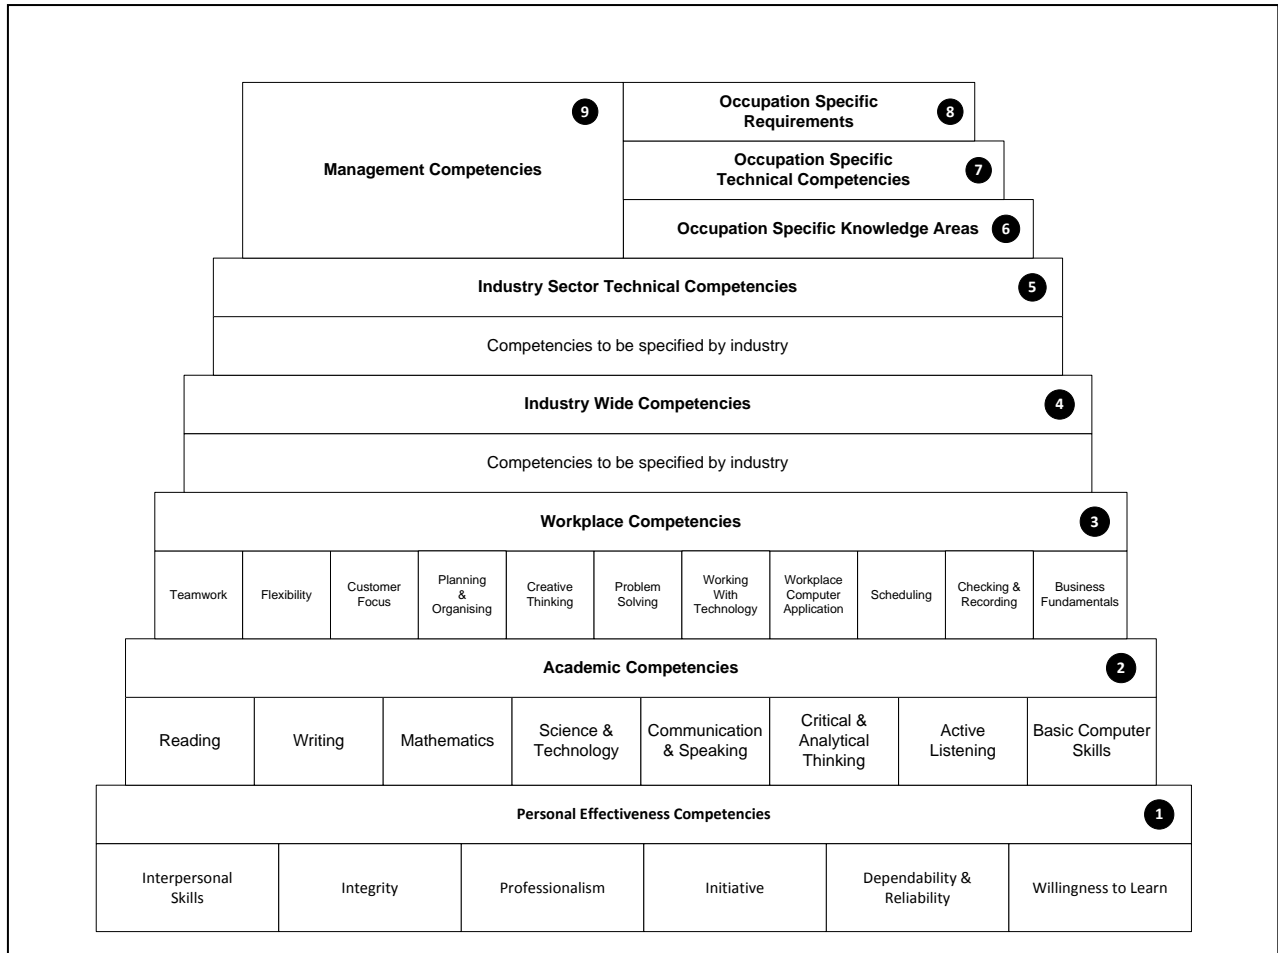 9
Management Competencies
Occupation Specific
Requirements
8
Occupation Specific
Technical Competencies
7
Occupation Specific Knowledge Areas
6
Industry Sector Technical Competencies
5
Competencies to be specified by industry
Industry Wide Competencies
4
Competencies to be specified by industry
Workplace Competencies
3
Teamwork
Flexibility
Customer
Focus
Planning
&
Organising
Creative
Thinking
Problem
Solving
Working
With
Technology
Workplace
Computer
Application
Scheduling
Checking &
Recording
Business
Fundamentals
Academic Competencies
2
Reading
Writing
Mathematics
Science &
Technology
Communication
& Speaking
Critical &
Analytical
Thinking
Active
Listening
Basic Computer
Skills
Personal Effectiveness Competencies
1
Interpersonal
Skills
Integrity
Professionalism
Initiative
Dependability &
Reliability
Willingness to Learn